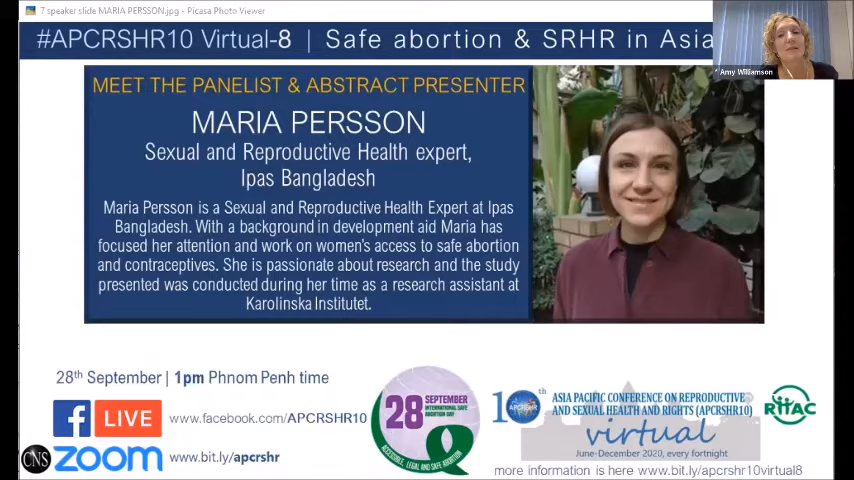 7 speaker slide MARIA PERSSON.jpg - Picasa Photo Viewer
#APCRSHR10 Virtual-8 | Safe abortion & SRHR in Asia
* Amy Williamson
MEET THE PANELIST & ABSTRACT PRESENTER
MARIA PERSSON
Sexual and Reproductive Health expert,
Ipas Bangladesh
Maria Persson is a Sexual and Reproductive Health Expert at Ipas
Bangladesh. With a background in development aid Maria has
focused her attention and work on women's access to safe abortion
and contraceptives. She is passionate about research and the study
presented was conducted during her time as a research assistant at
Karolinska Institutet.
28th September | 1pm Phnom Penh time
f LIVE www.facebook.com/APCRSHR10
CNS zoom www.bit.ly/apcrshr
28 SEPTEMBER
INTERNATIONAL SAFE
ABORTION DAY
ACCESSIBLE, LEGAL AND SAFE ABORTION
10th APCRSHR
ASIA PACIFIC CONFERENCE ON REPRODUCTIVE
AND SEXUAL HEALTH AND RIGHTS (APCRSHR10)
virtual
June-December 2020, every fortnight
RHAC
more information is here www.bit.ly/apcrshr10virtual8